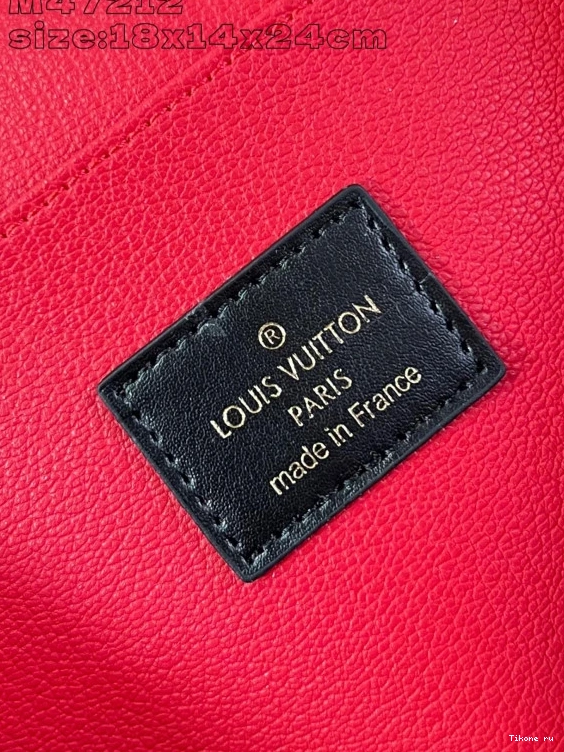 M47212
size:18x14x24cm
®
LOUIS VUITTON
PARIS
made in France
Tikone ru